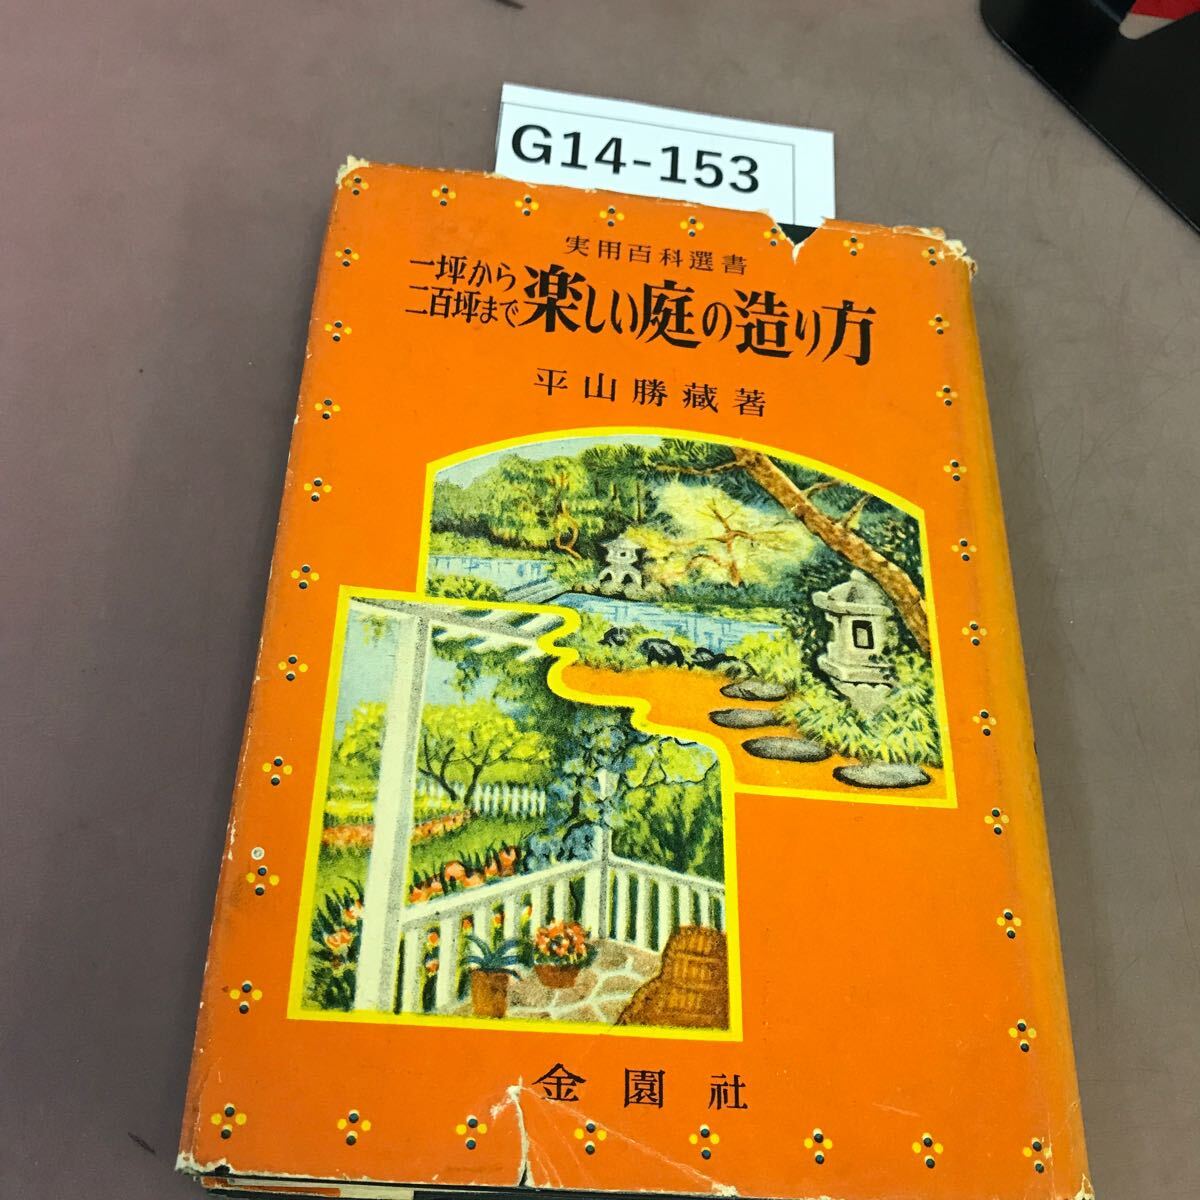 G14-153
実用百科選書
一坪から
二百坪まで
楽しい庭の造り方
平山勝蔵著
金園社